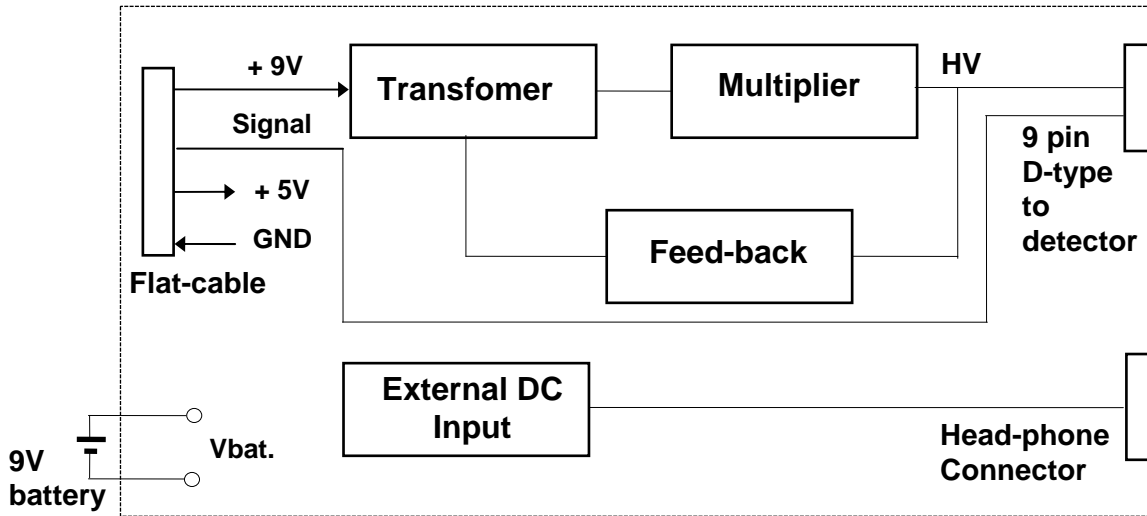 + 9V
Transfomer
Multiplier
HV
Signal
9 pin
D-type
to
detector
+ 5V
GND
Feed-back
Flat-cable
External DC
Input
Vbat.
9V
battery
Head-phone
Connector